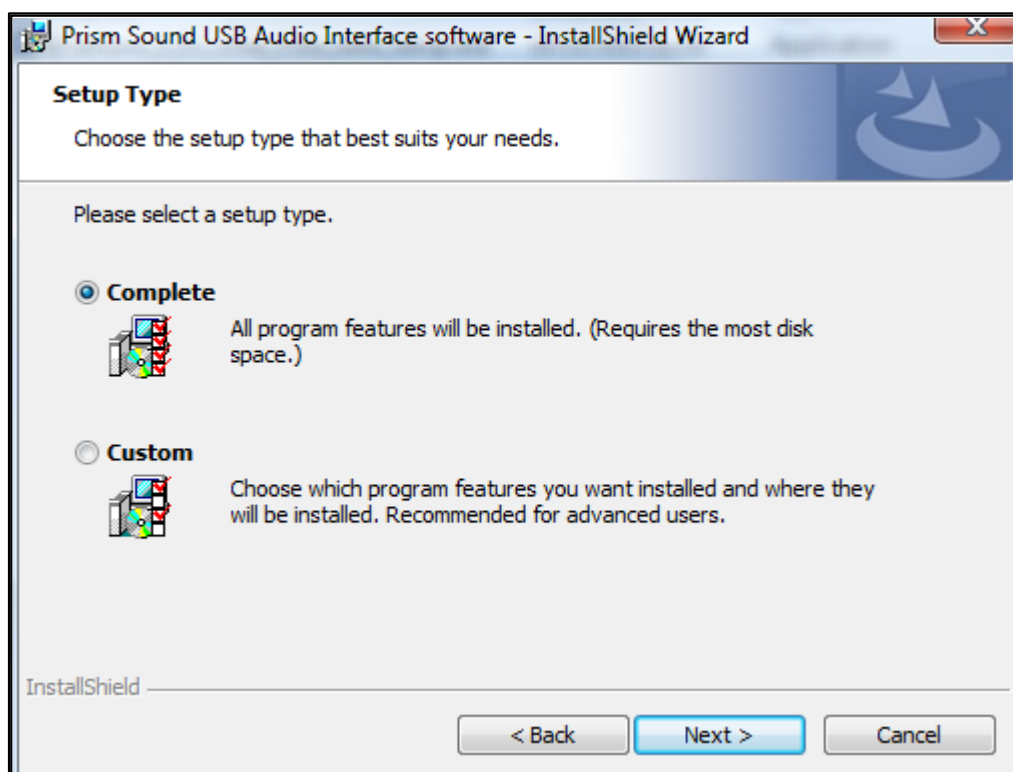 Prism Sound USB Audio Interface software - InstallShield Wizard
Setup Type
Choose the setup type that best suits your needs.
Please select a setup type.
Complete
All program features will be installed. (Requires the most disk
space.)
Custom
Choose which program features you want installed and where they
will be installed. Recommended for advanced users.
InstallShield
< Back
Next >
Cancel